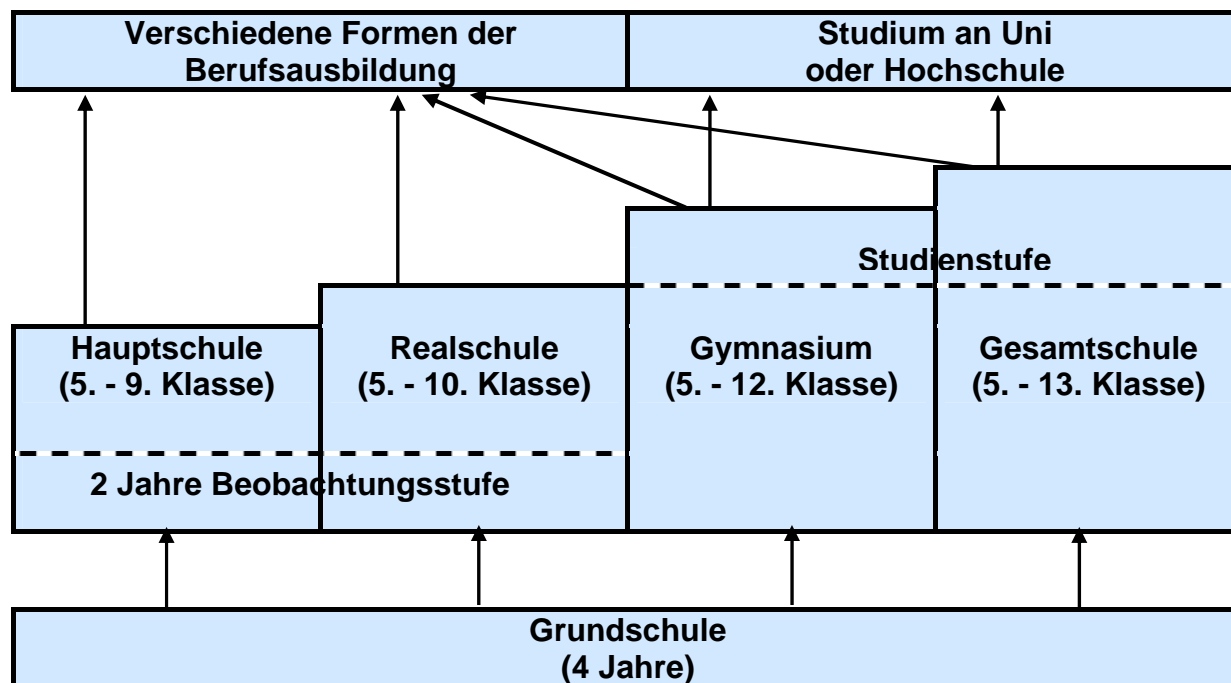 Verschiedene Formen der
Berufsausbildung
Studium an Uni
oder Hochschule
Studienstufe
Hauptschule
(5. - 9. Klasse)
Realschule
(5. - 10. Klasse)
Gymnasium
(5. - 12. Klasse)
Gesamtschule
(5. - 13. Klasse)
2 Jahre Beobachtungsstufe
Grundschule
(4 Jahre)